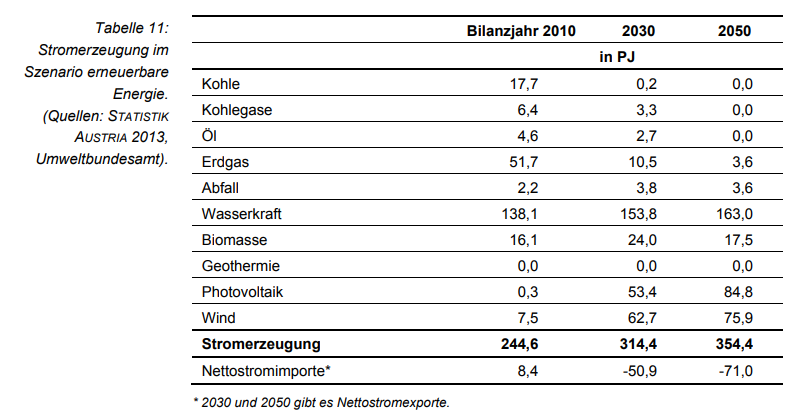 Tabelle 11:
Stromerzeugung im
Szenario erneuerbare
Energie.
(Quellen: STATISTIK
AUSTRIA 2013,
Umweltbundesamt).
Bilanzjahr 2010 2030 2050
in PJ
Kohle 17,7 0,2 0,0
Kohlegase 6,4 3,3 0,0
Öl 4,6 2,7 0,0
Erdgas 51,7 10,5 3,6
Abfall 2,2 3,8 3,6
Wasserkraft 138,1 153,8 163,0
Biomasse 16,1 24,0 17,5
Geothermie 0,0 0,0 0,0
Photovoltaik 0,3 53,4 84,8
Wind 7,5 62,7 75,9
Stromerzeugung 244,6 314,4 354,4
Nettostromimporte* 8,4 -50,9 -71,0
* 2030 und 2050 gibt es Nettostromexporte.